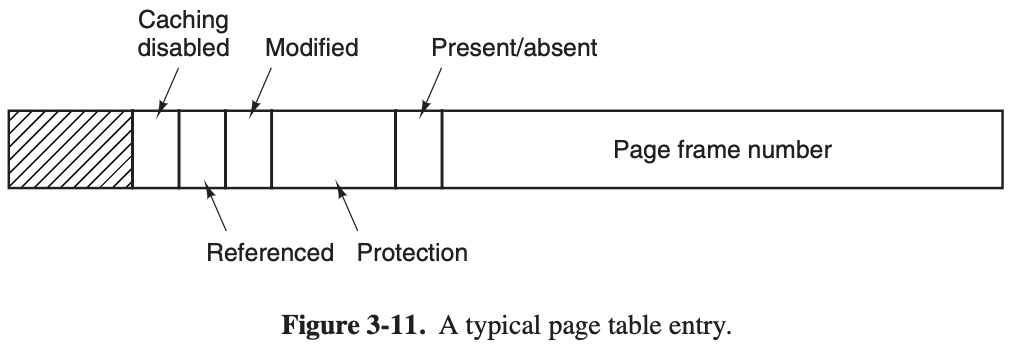 Caching
disabled
Modified
Present/absent
Page frame number
Referenced
Protection
Figure 3-11. A typical page table entry.